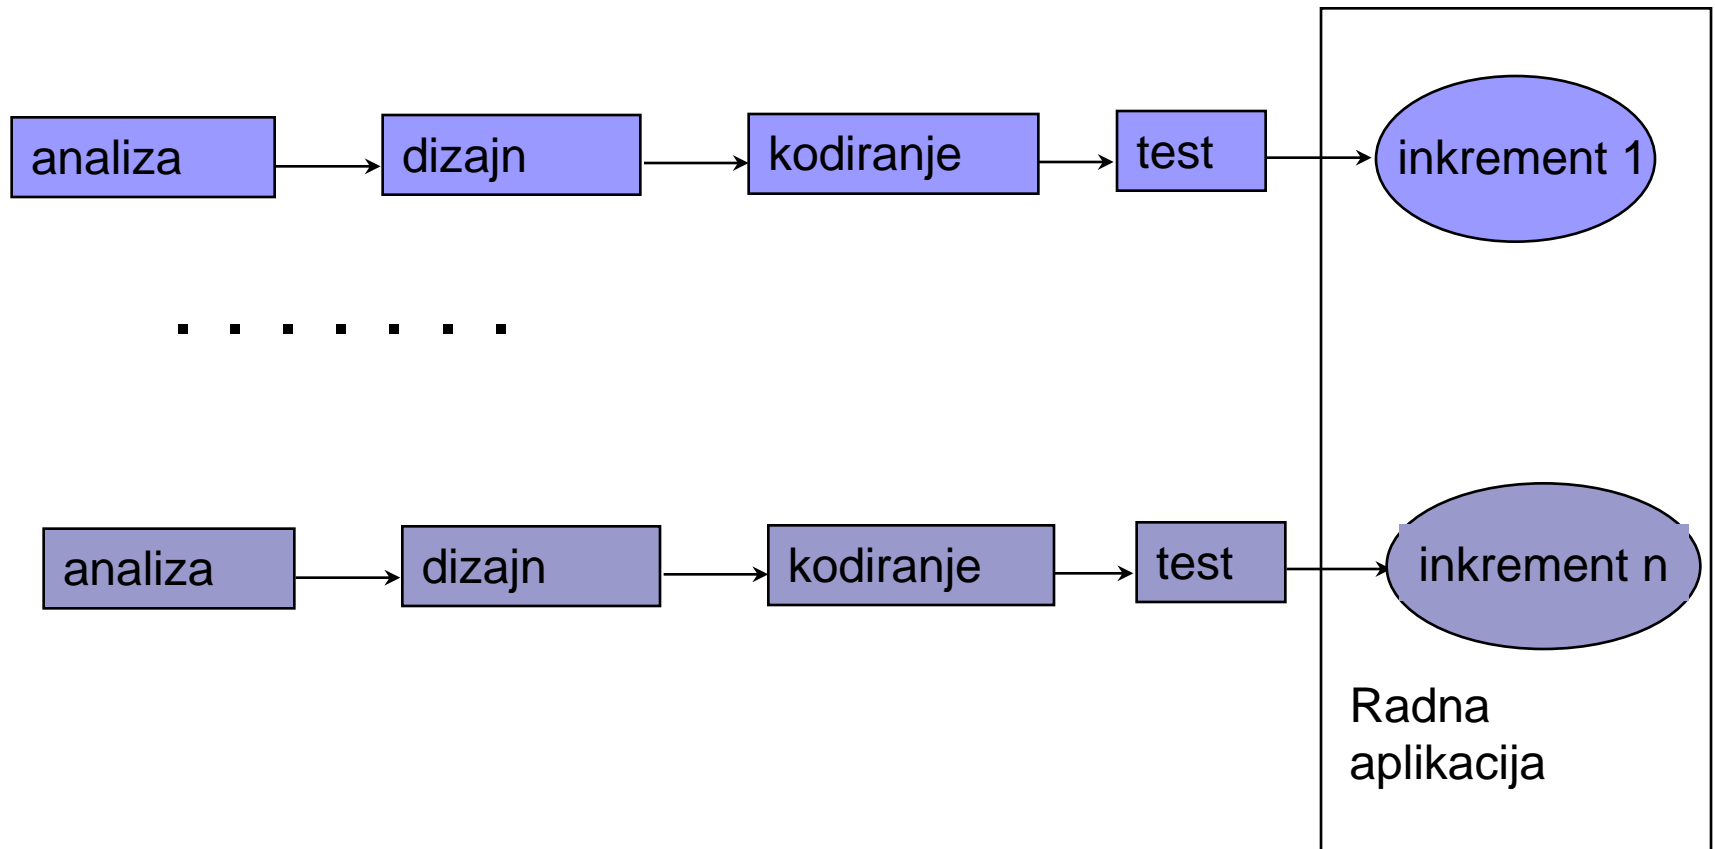 analiza
dizajn
kodiranje
test
inkrement 1
. . . . . . .
analiza
dizajn
kodiranje
test
inkrement n
Radna
aplikacija